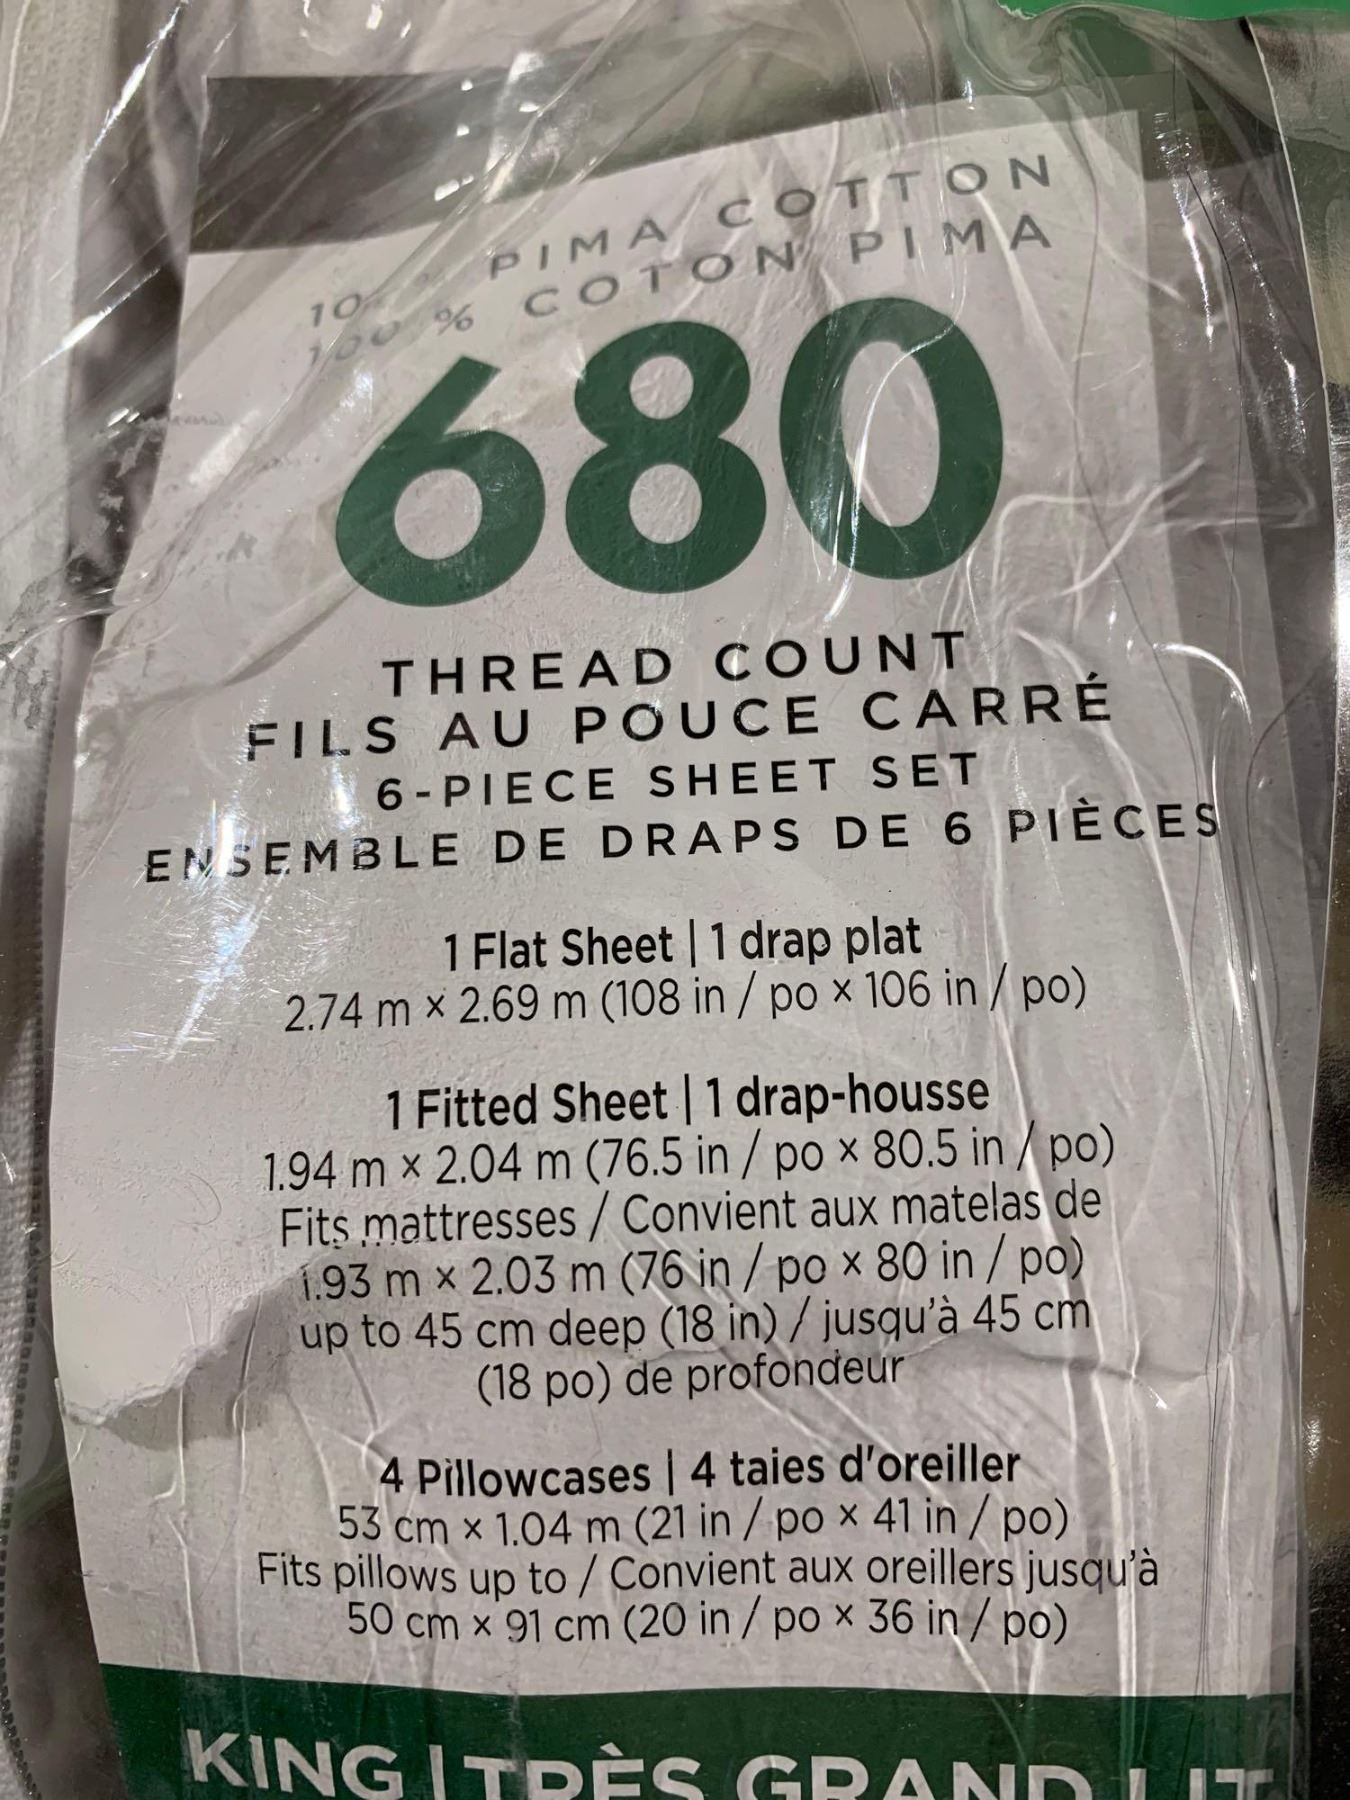 PIMA COTTON
100 % COTON PIMA
680
THREAD COUNT
FILS AU POUCE CARRÉ
6-PIECE SHEET SET
ENSEMBLE DE DRAPS DE 6 PIÈCES
1 Flat Sheet | 1 drap plat
2.74 m × 2.69 m (108 in / po × 106 in / po)
1 Fitted Sheet | 1 drap-housse
1.94 m × 2.04 m (76.5 in / po × 80.5 in / po)
Fits mattresses / Convient aux matelas de
1.93 m × 2.03 m (76 in / po × 80 in / po)
up to 45 cm deep (18 in) / jusqu'à 45 cm
(18 po) de profondeur
4 Pillowcases | 4 taies d'oreiller
53 cm × 1.04 m (21 in / po × 41 in / po)
Fits pillows up to / Convient aux oreillers jusqu'à
50 cm × 91 cm (20 in / po × 36 in / po)
KING | TRÈS GRAND LIT